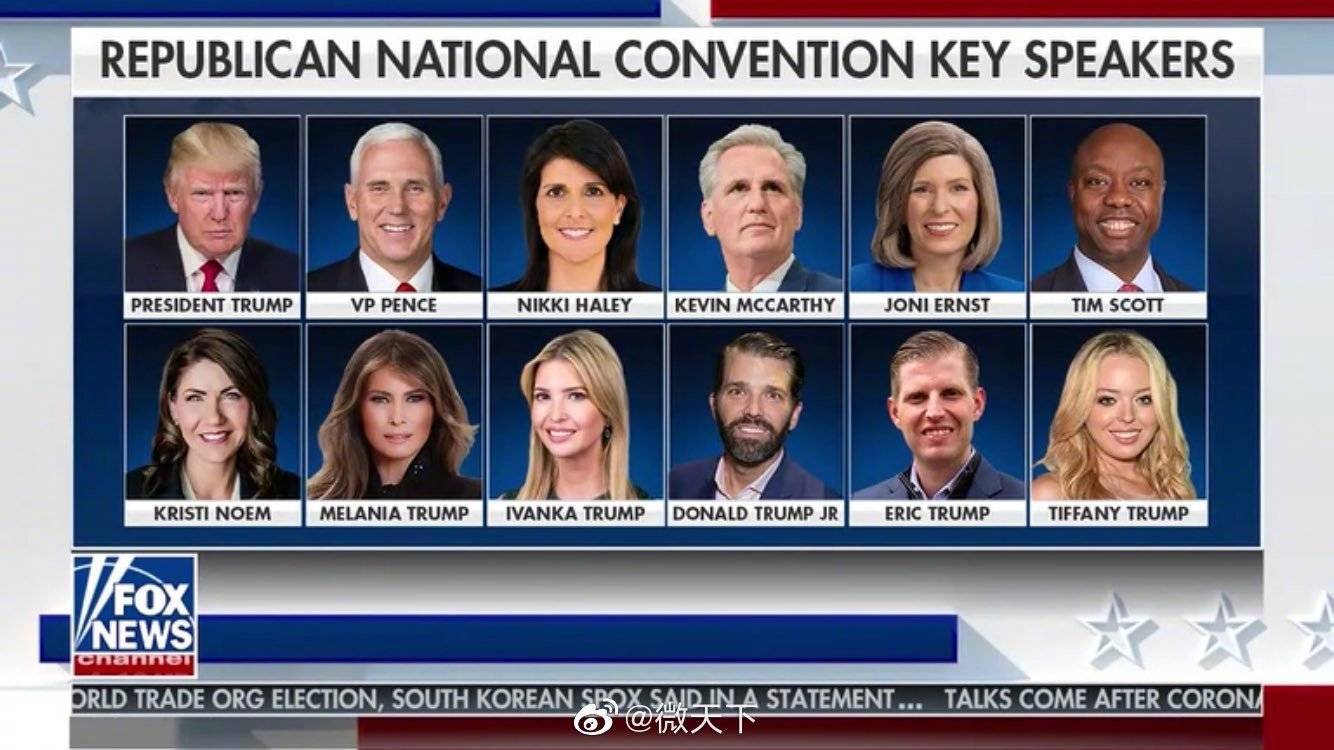 REPUBLICAN NATIONAL CONVENTION KEY SPEAKERS
PRESIDENT TRUMP
VP PENCE
NIKKI HALEY
KEVIN MCCARTHY
JONI ERNST
TIM SCOTT
KRISTI NOEM
MELANIA TRUMP
IVANKA TRUMP
DONALD TRUMP JR
ERIC TRUMP
TIFFANY TRUMP
FOX
NEWS
channel
ORLD TRADE ORG ELECTION, SOUTH KOREAN SPOX SAID IN A STATEMENT... TALKS COME AFTER CORONA
@微天下